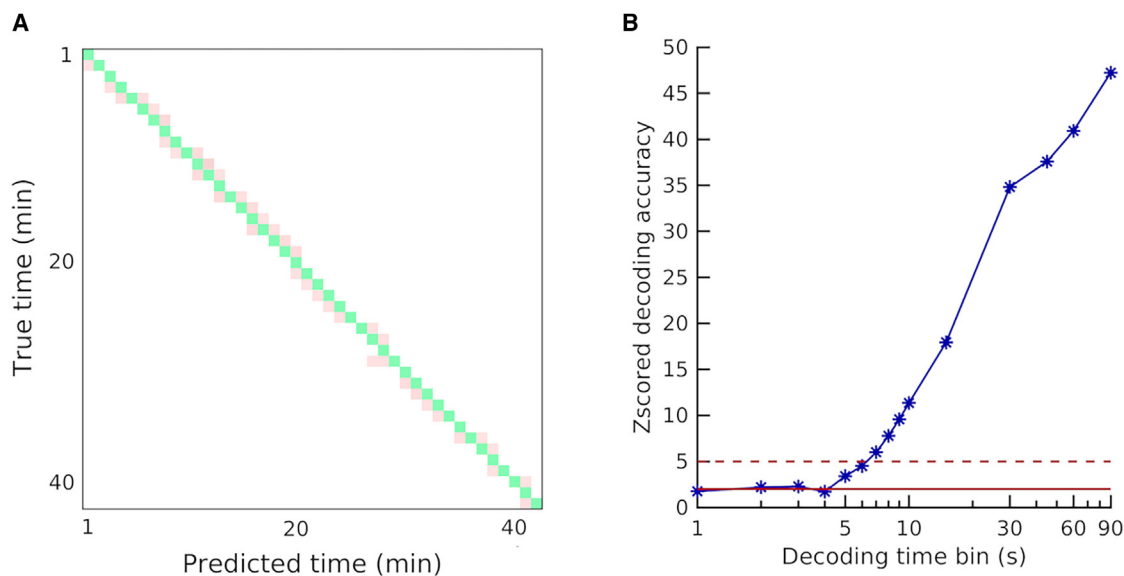 A
1
20
40
True time (min)
1 20 40
Predicted time (min)
B
50
45
40
35
30
25
20
15
10
5
0
Zscored decoding accuracy
1 5 10 30 60 90
Decoding time bin (s)